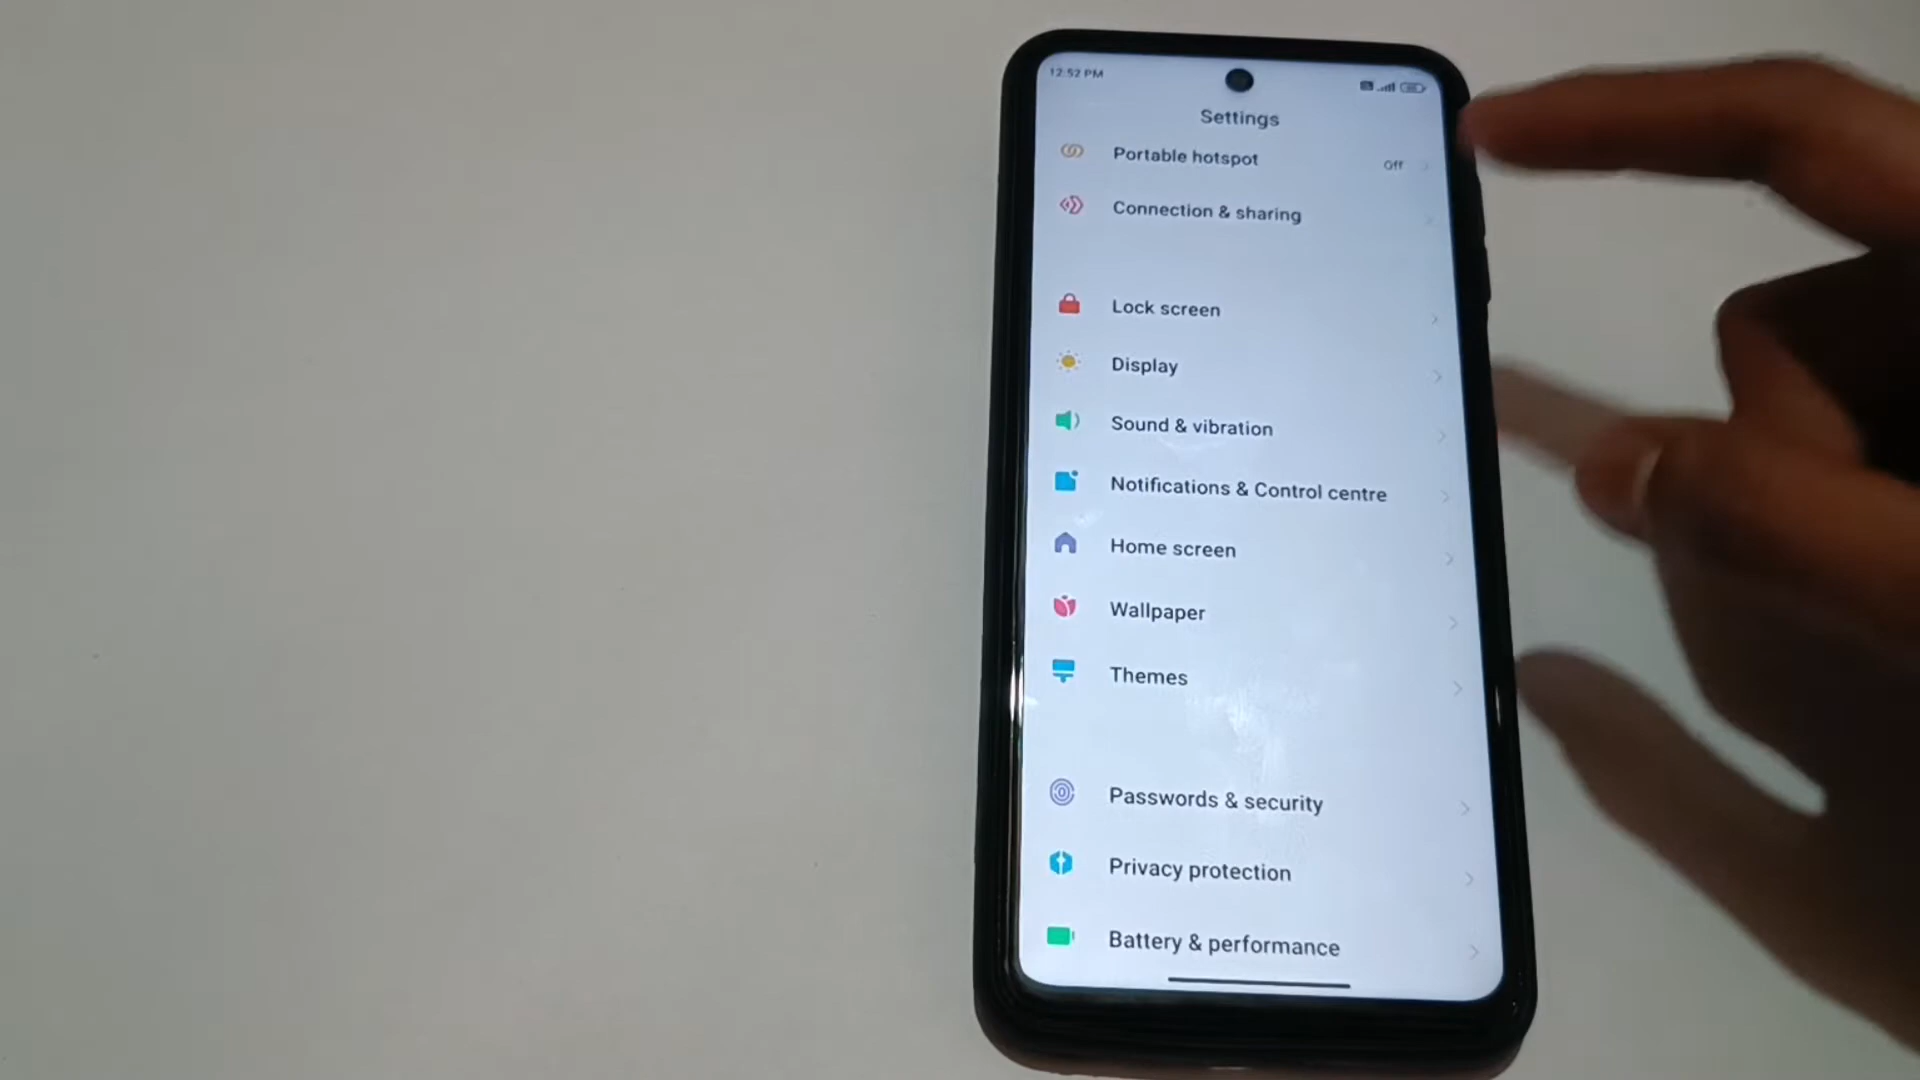 12:52 PM
Settings
Portable hotspot
Off
Connection & sharing
Lock screen
Display
Sound & vibration
Notifications & Control centre
Home screen
Wallpaper
Themes
Passwords & security
Privacy protection
Battery & performance